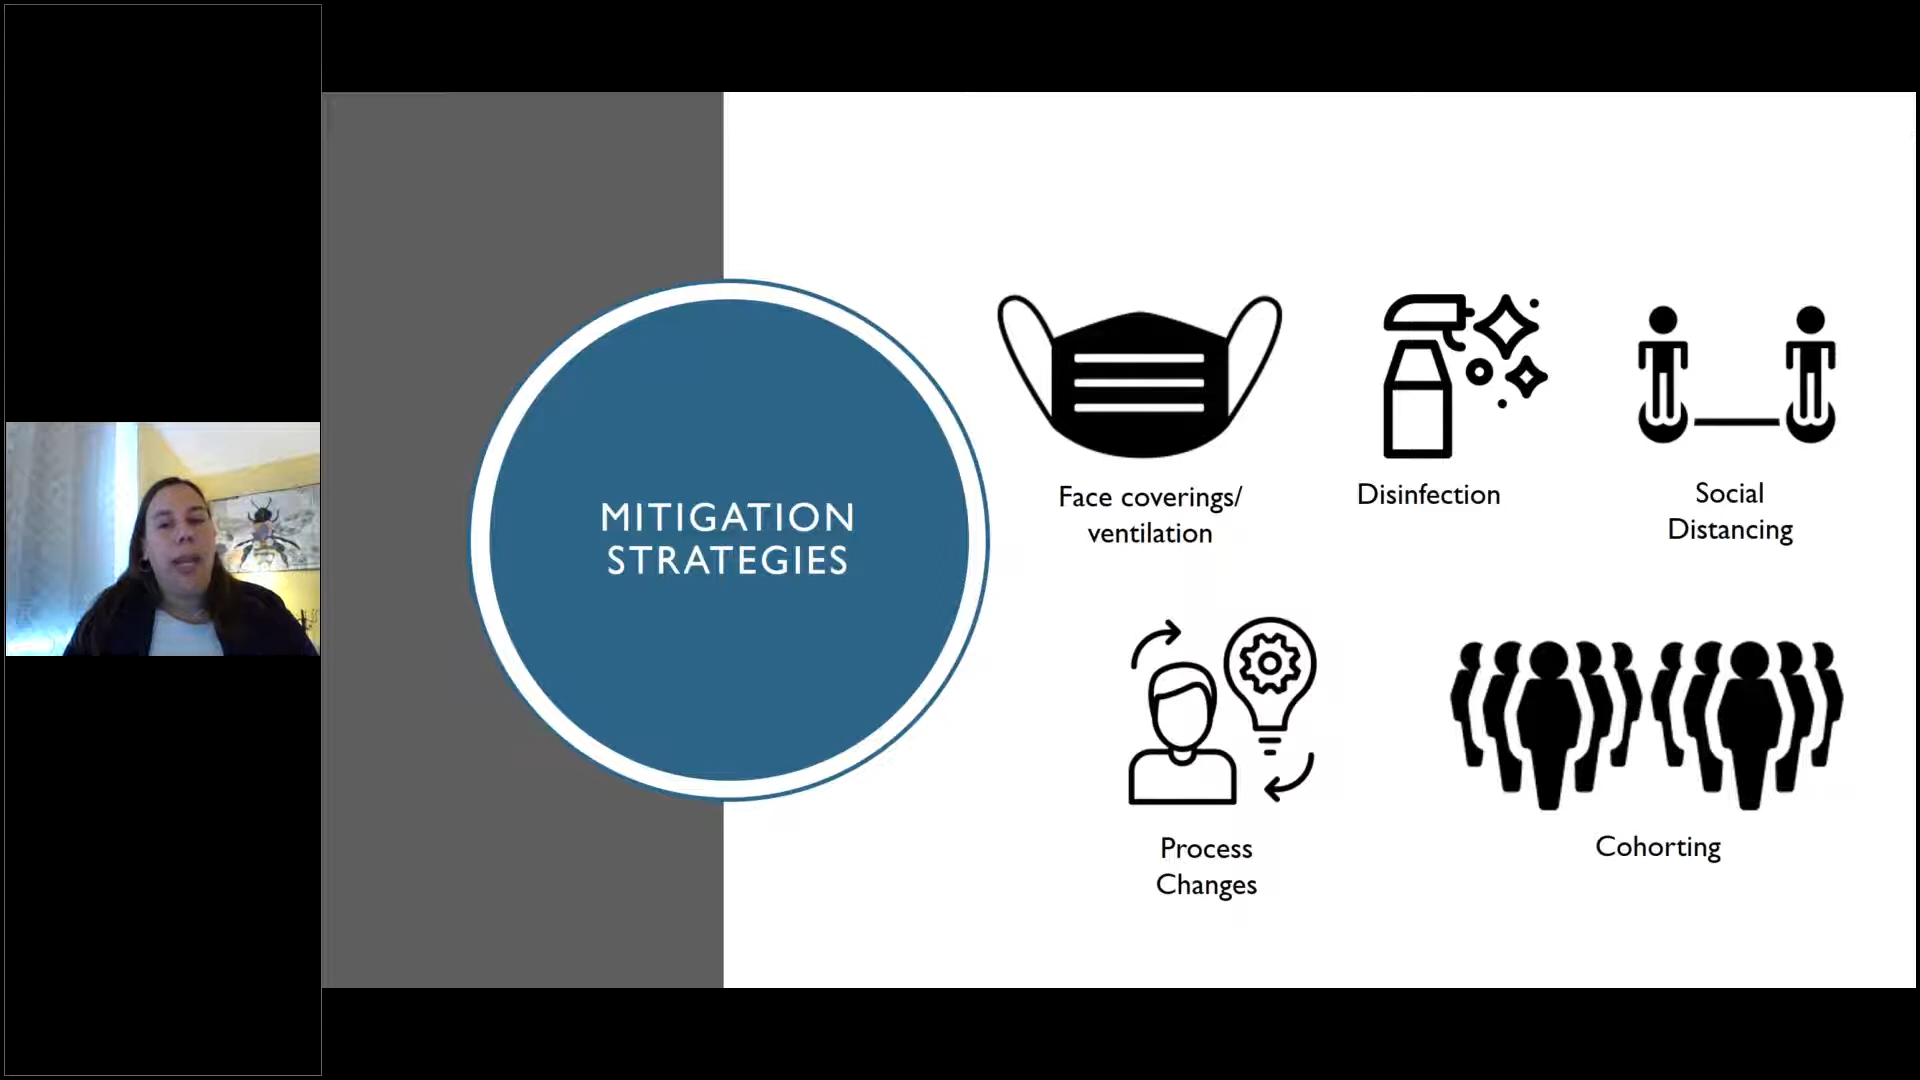 MITIGATION
STRATEGIES
Face coverings/
ventilation
Disinfection
Social
Distancing
Process
Changes
Cohorting